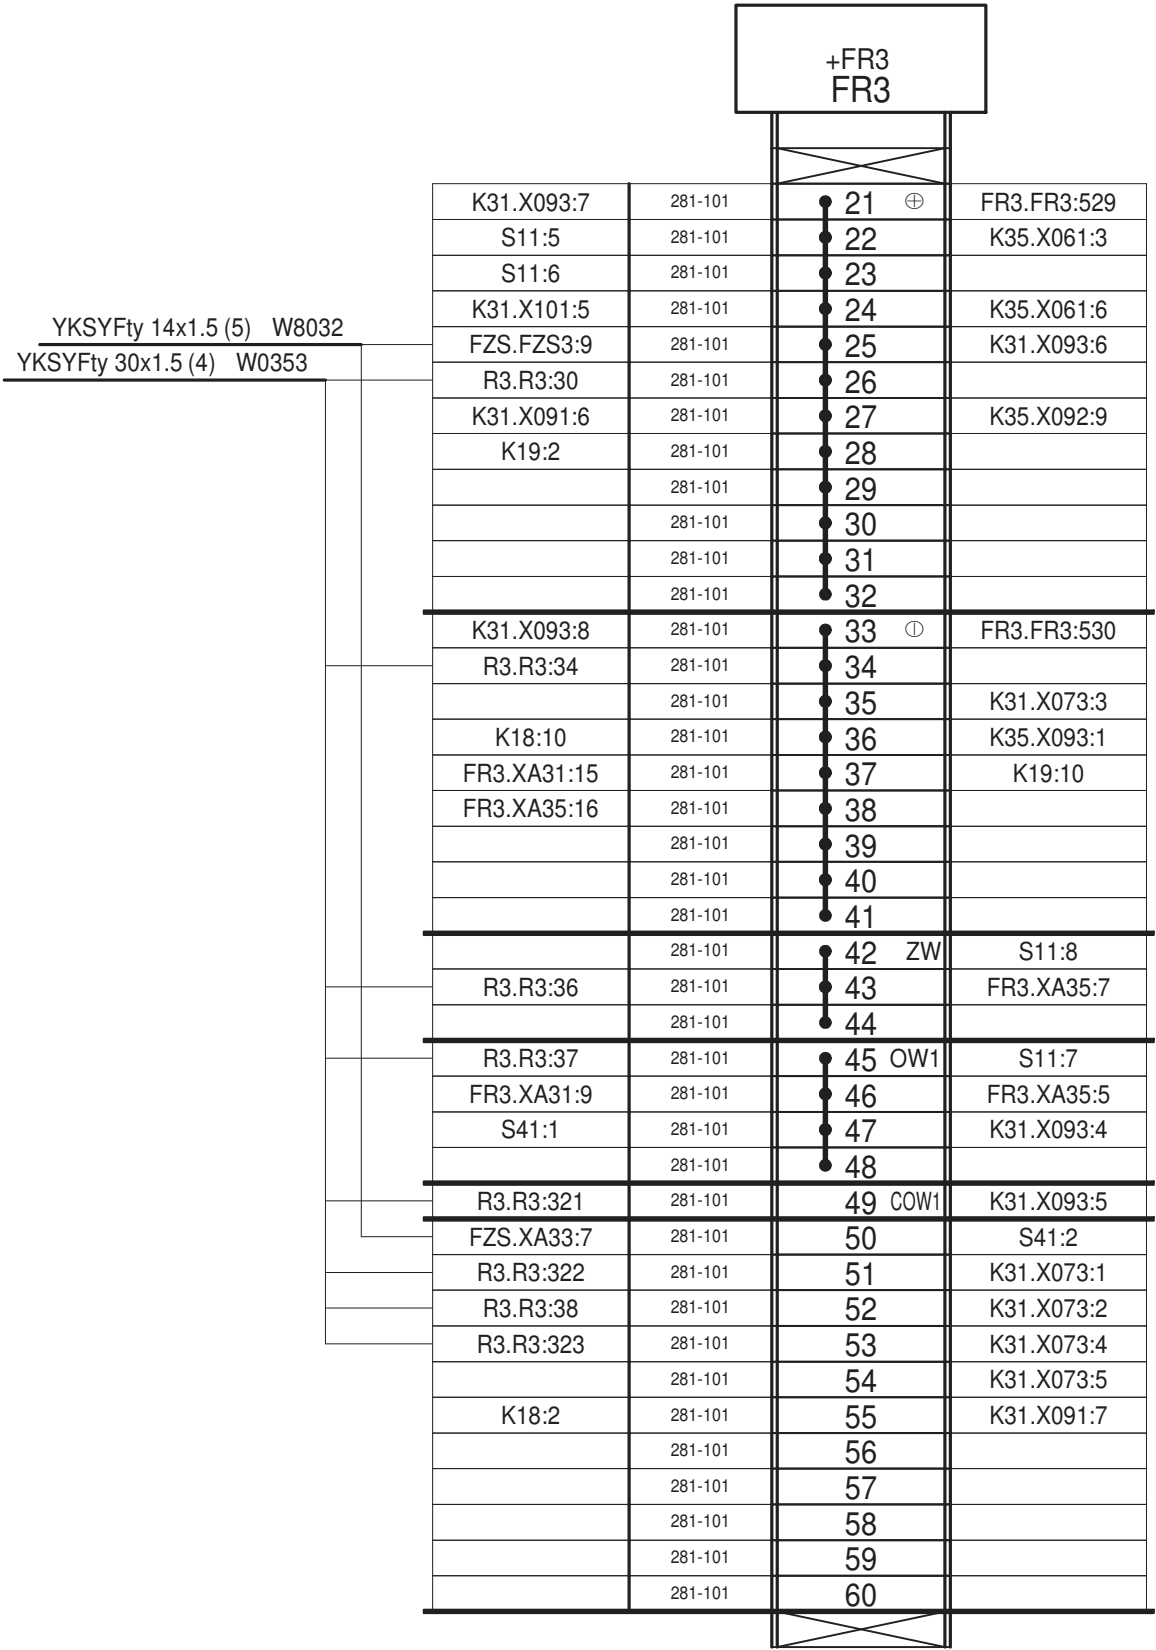 +FR3
FR3
K31.X093:7 281-101 21 ⊕ FR3.FR3:529
S11:5 281-101 22 K35.X061:3
S11:6 281-101 23
K31.X101:5 281-101 24 K35.X061:6
YKSYFty 14x1.5 (5) W8032
FZS.FZS3:9 281-101 25 K31.X093:6
YKSYFty 30x1.5 (4) W0353
R3.R3:30 281-101 26
K31.X091:6 281-101 27 K35.X092:9
K19:2 281-101 28
281-101 29
281-101 30
281-101 31
281-101 32
K31.X093:8 281-101 33 ⦶ FR3.FR3:530
R3.R3:34 281-101 34
281-101 35 K31.X073:3
K18:10 281-101 36 K35.X093:1
FR3.XA31:15 281-101 37 K19:10
FR3.XA35:16 281-101 38
281-101 39
281-101 40
281-101 41
281-101 42 ZW S11:8
R3.R3:36 281-101 43 FR3.XA35:7
281-101 44
R3.R3:37 281-101 45 OW1 S11:7
FR3.XA31:9 281-101 46 FR3.XA35:5
S41:1 281-101 47 K31.X093:4
281-101 48
R3.R3:321 281-101 49 COW1 K31.X093:5
FZS.XA33:7 281-101 50 S41:2
R3.R3:322 281-101 51 K31.X073:1
R3.R3:38 281-101 52 K31.X073:2
R3.R3:323 281-101 53 K31.X073:4
281-101 54 K31.X073:5
K18:2 281-101 55 K31.X091:7
281-101 56
281-101 57
281-101 58
281-101 59
281-101 60